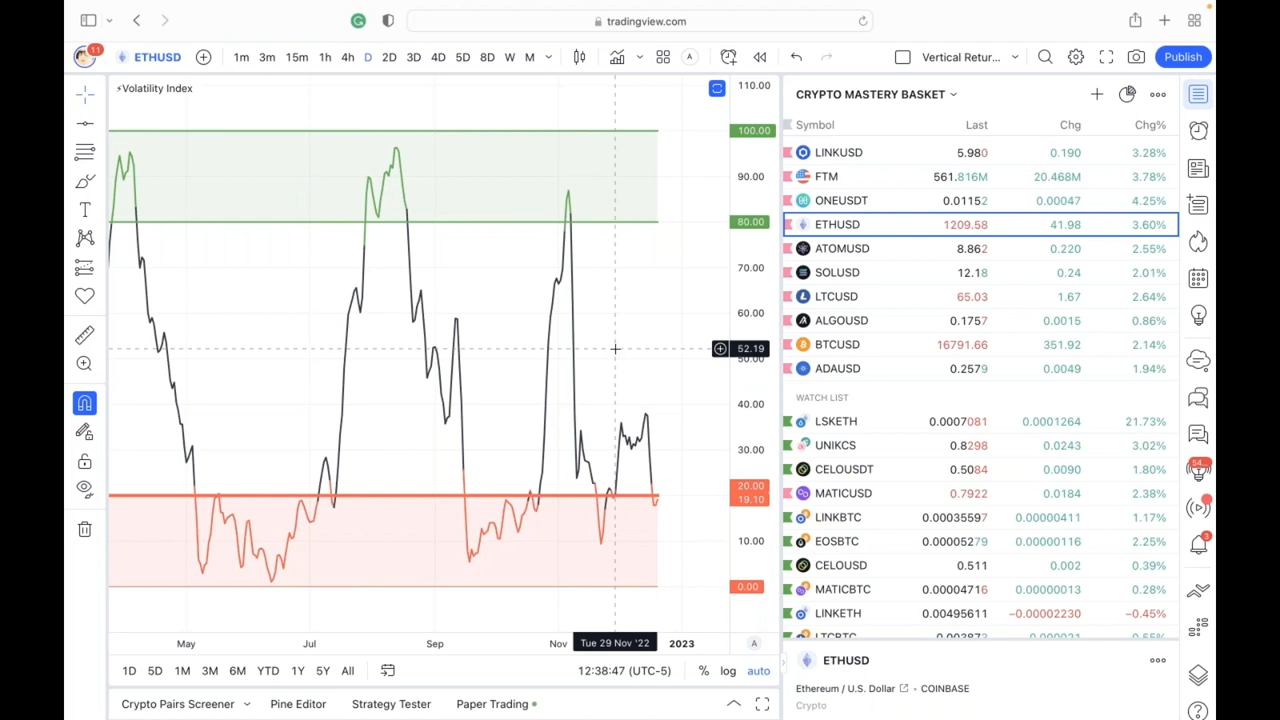 tradingview.com
11
ETHUSD 1m 3m 15m 1h 4h D 2D 3D 4D 5D 8D W M A Vertical Retur... Publish
⚡Volatility Index
110.00
100.00
90.00
80.00
70.00
60.00
52.19
50.00
40.00
30.00
20.00
19.10
10.00
0.00
May Jul Sep Nov Tue 29 Nov '22 2023 A
1D 5D 1M 3M 6M YTD 1Y 5Y All 12:38:47 (UTC-5) % log auto
Crypto Pairs Screener Pine Editor Strategy Tester Paper Trading
CRYPTO MASTERY BASKET
Symbol Last Chg Chg%
LINKUSD 5.980 0.190 3.28%
FTM 561.816M 20.468M 3.78%
ONEUSDT 0.01152 0.00047 4.25%
ETHUSD 1209.58 41.98 3.60%
ATOMUSD 8.862 0.220 2.55%
SOLUSD 12.18 0.24 2.01%
LTCUSD 65.03 1.67 2.64%
ALGOUSD 0.1757 0.0015 0.86%
BTCUSD 16791.66 351.92 2.14%
ADAUSD 0.2579 0.0049 1.94%
WATCH LIST
LSKETH 0.0007081 0.0001264 21.73%
UNIKCS 0.8298 0.0243 3.02%
CELOUSDT 0.5084 0.0090 1.80%
MATICUSD 0.7922 0.0184 2.38%
LINKBTC 0.00035597 0.00000411 1.17%
EOSBTC 0.00005279 0.00000116 2.25%
CELOUSD 0.511 0.002 0.39%
MATICBTC 0.00004716 0.00000013 0.28%
LINKETH 0.00495611 −0.00002230 −0.45%
54...
3
ETHUSD
Ethereum / U.S. Dollar • COINBASE
Crypto